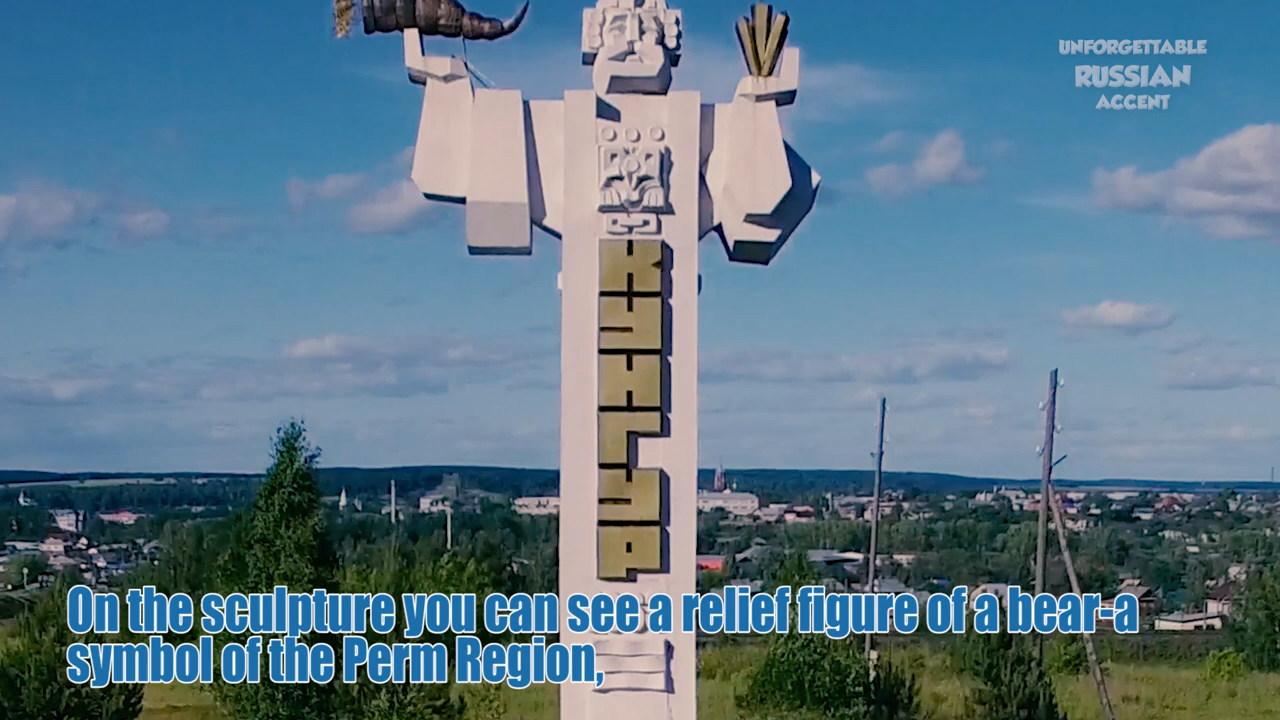 UNFORGETTABLE
RUSSIAN
ACCENT
КУНГУР
On the sculpture you can see a relief figure of a bear-a
symbol of the Perm Region,